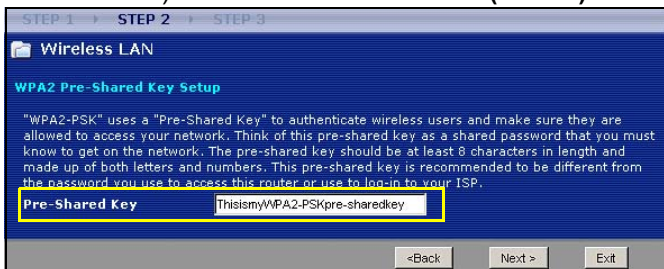 STEP 1 STEP 2 STEP 3
Wireless LAN
WPA2 Pre-Shared Key Setup
"WPA2-PSK" uses a "Pre-Shared Key" to authenticate wireless users and make sure they are
allowed to access your network. Think of this pre-shared key as a shared password that you must
know to get on the network. The pre-shared key should be at least 8 characters in length and
made up of both letters and numbers. This pre-shared key is recommended to be different from
the password you use to access this router or use to log-in to your ISP.
Pre-Shared Key ThisismyWPA2-PSKpre-sharedkey
<Back Next > Exit